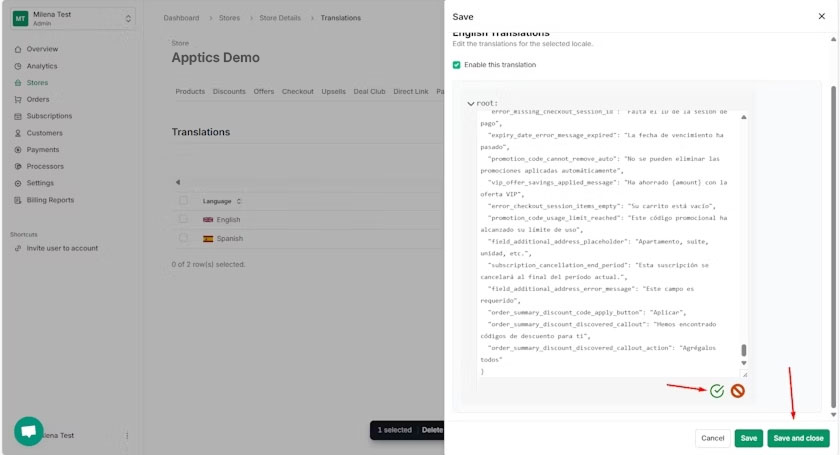 MT
Milena Test
Admin
Overview
Analytics
Stores
Orders
Subscriptions
Customers
Payments
Processors
Settings
Billing Reports
Shortcuts
Invite user to account
Milena Test
Dashboard
Stores
Store Details
Translations
Store
Apptics Demo
Products Discounts Offers Checkout Upsells Deal Club Direct Link Pa
Translations
Language
English
Spanish
0 of 2 row(s) selected.
1 selected Delete
Save
English Translations
Edit the translations for the selected locale.
Enable this translation
root:
"error_missing_checkout_session_id": "Falta el ID de la sesión de
pago",
"expiry_date_error_message_expired": "La fecha de vencimiento ha
pasado",
"promotion_code_cannot_remove_auto": "No se pueden eliminar las
promociones aplicadas automáticamente",
"vip_offer_savings_applied_message": "Ha ahorrado {amount} con la
oferta VIP",
"error_checkout_session_items_empty": "Su carrito está vacío",
"promotion_code_usage_limit_reached": "Este código promocional ha
alcanzado su límite de uso",
"field_additional_address_placeholder": "Apartamento, suite,
unidad, etc.",
"subscription_cancellation_end_period": "Esta suscripción se
cancelará al final del período actual.",
"field_additional_address_error_message": "Este campo es
requerido",
"order_summary_discount_code_apply_button": "Aplicar",
"order_summary_discount_discovered_callout": "Hemos encontrado
códigos de descuento para ti",
"order_summary_discount_discovered_callout_action": "Agrégalos
todos"
}
Cancel
Save
Save and close